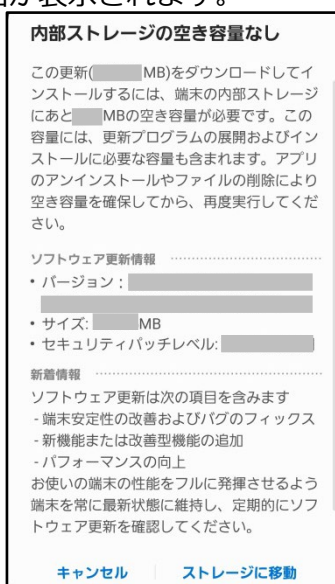 が表示されます。
内部ストレージの空き容量なし
この更新( MB)をダウンロードしてイ
ンストールするには、端末の内部ストレージ
にあと MBの空き容量が必要です。この
容量には、更新プログラムの展開およびイン
ストールに必要な容量も含まれます。アプリ
のアンインストールやファイルの削除により
空き容量を確保してから、再度実行してくだ
さい。
ソフトウェア更新情報
・バージョン :
・サイズ: MB
・セキュリティパッチレベル:
新着情報
ソフトウェア更新は次の項目を含みます
- 端末安定性の改善およびバグのフィックス
- 新機能または改善型機能の追加
- パフォーマンスの向上
お使いの端末の性能をフルに発揮させるよう
端末を常に最新状態に維持し、定期的にソフ
トウェア更新を確認してください。
キャンセル ストレージに移動